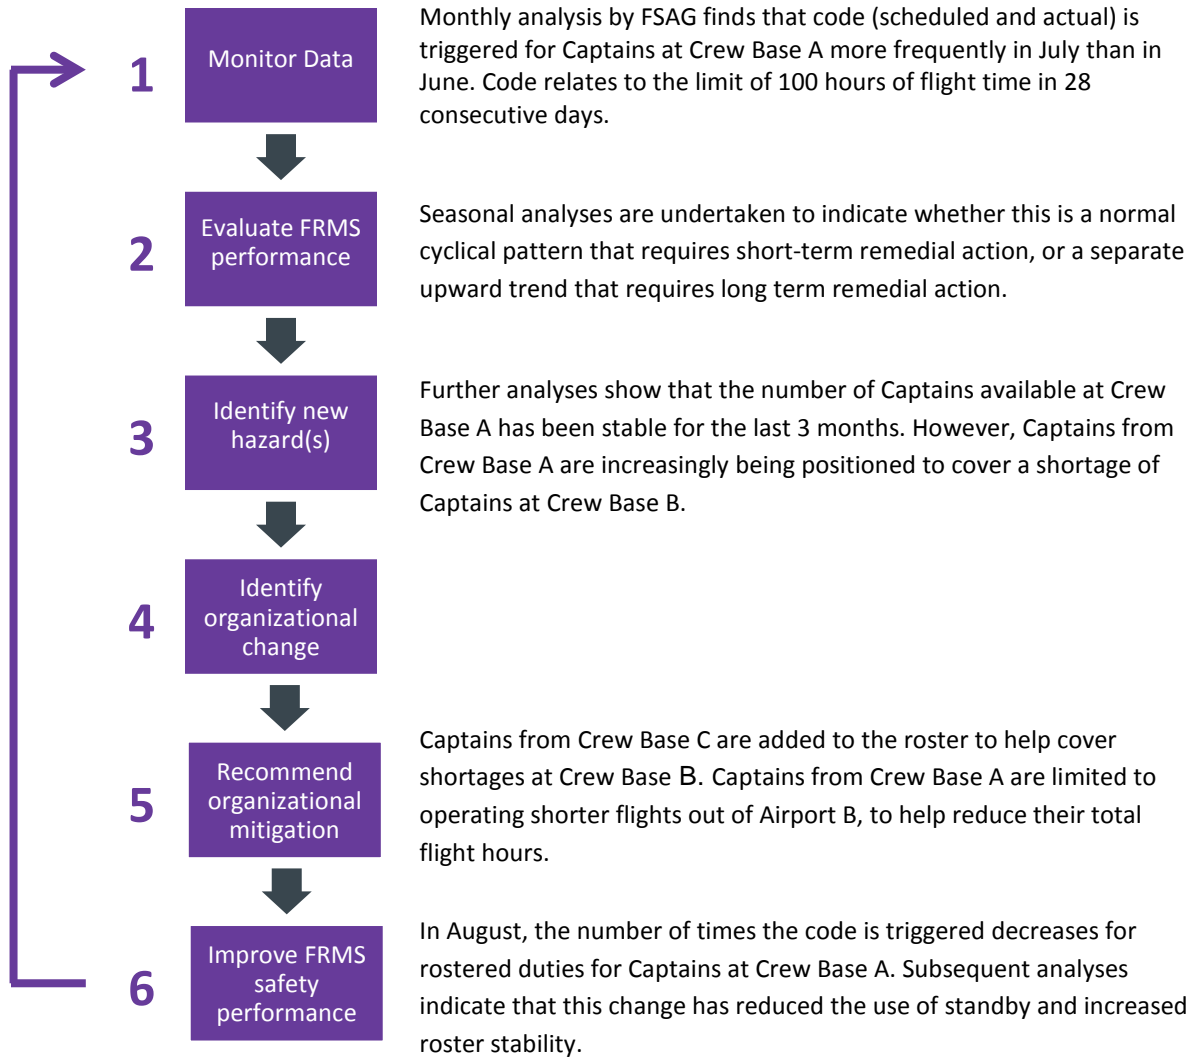 1
Monitor Data
Monthly analysis by FSAG finds that code (scheduled and actual) is
triggered for Captains at Crew Base A more frequently in July than in
June. Code relates to the limit of 100 hours of flight time in 28
consecutive days.
2
Evaluate FRMS
performance
Seasonal analyses are undertaken to indicate whether this is a normal
cyclical pattern that requires short-term remedial action, or a separate
upward trend that requires long term remedial action.
3
Identify new
hazard(s)
Further analyses show that the number of Captains available at Crew
Base A has been stable for the last 3 months. However, Captains from
Crew Base A are increasingly being positioned to cover a shortage of
Captains at Crew Base B.
4
Identify
organizational
change
5
Recommend
organizational
mitigation
Captains from Crew Base C are added to the roster to help cover
shortages at Crew Base B. Captains from Crew Base A are limited to
operating shorter flights out of Airport B, to help reduce their total
flight hours.
6
Improve FRMS
safety
performance
In August, the number of times the code is triggered decreases for
rostered duties for Captains at Crew Base A. Subsequent analyses
indicate that this change has reduced the use of standby and increased
roster stability.